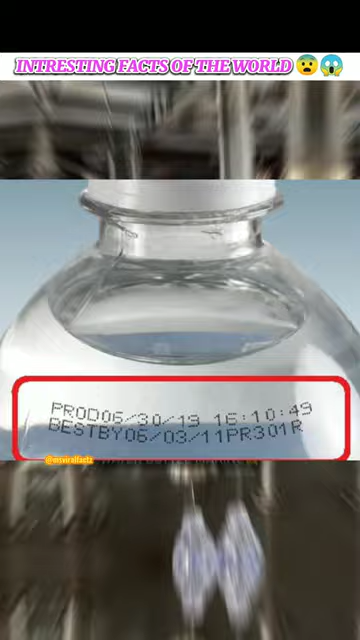 INTRESTING FACTS OF THE WORLD 😨😱
PROD06/30/19 16:10:49
BESTBY06/03/11PR301R